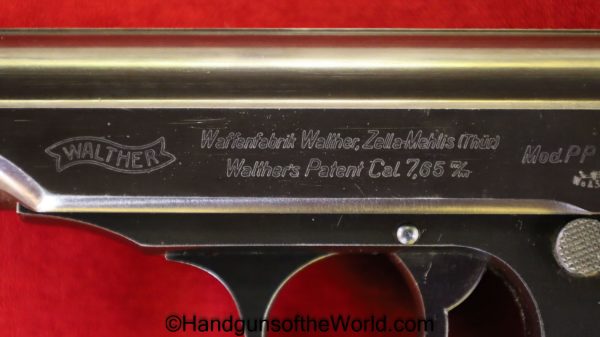 WALTHER
Waffenfabrik Walther, Zella-Mehlis (Thür)
Walther's Patent Cal. 7,65 m/m
Mod. PP
©HandgunsoftheWorld.com